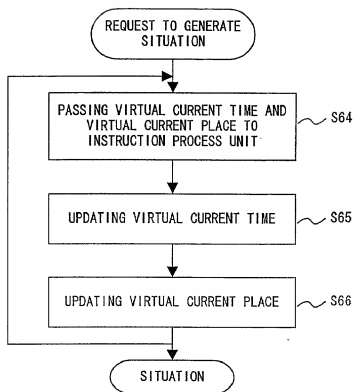 REQUEST TO GENERATE
SITUATION
PASSING VIRTUAL CURRENT TIME AND
VIRTUAL CURRENT PLACE TO
INSTRUCTION PROCESS UNIT
S64
UPDATING VIRTUAL CURRENT TIME
S65
UPDATING VIRTUAL CURRENT PLACE
S66
SITUATION